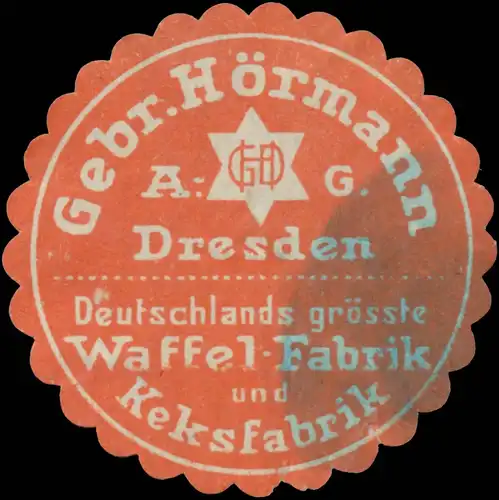 Gebr. Hörmann
A: G.
Dresden
Deutschlands grösste
Waffel-Fabrik
und
Keksfabrik